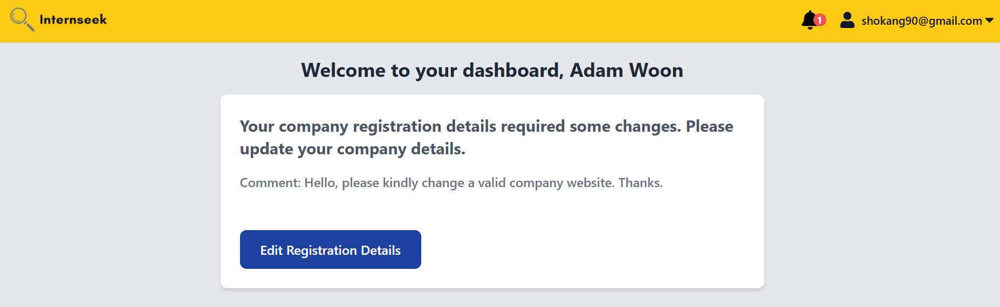 Internseek
1
shokang90@gmail.com
Welcome to your dashboard, Adam Woon
Your company registration details required some changes. Please
update your company details.
Comment: Hello, please kindly change a valid company website. Thanks.
Edit Registration Details